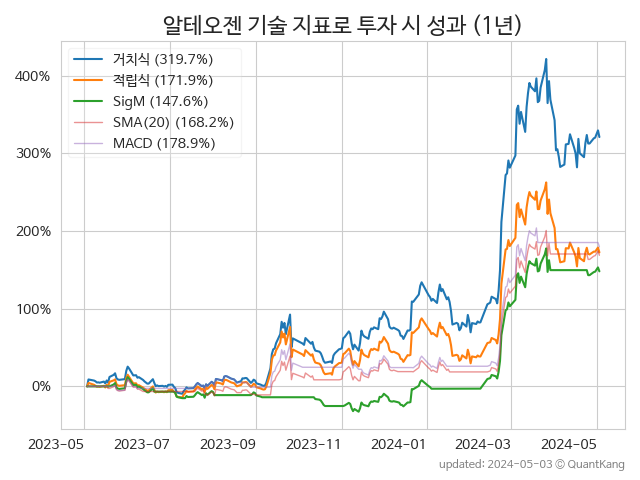 알테오젠 기술 지표로 투자 시 성과 (1년)
거치식 (319.7%)
적립식 (171.9%)
SigM (147.6%)
SMA(20) (168.2%)
MACD (178.9%)
400%
300%
200%
100%
0%
2023-05 2023-07 2023-09 2023-11 2024-01 2024-03 2024-05
updated: 2024-05-03 © QuantKang